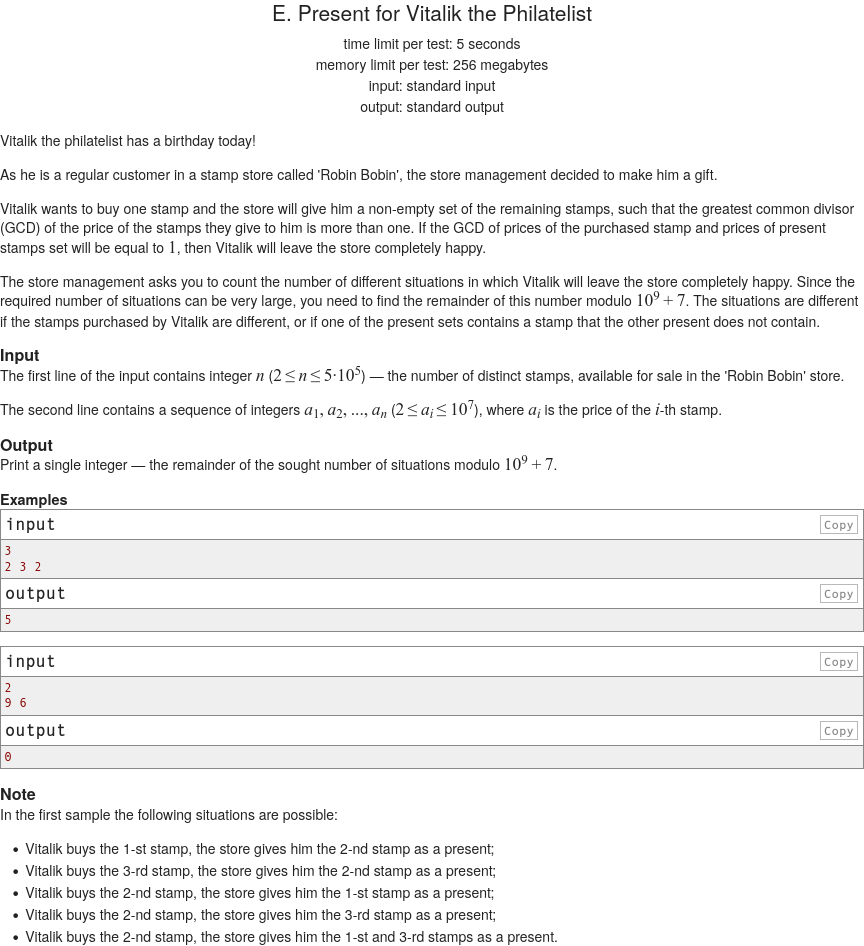 E. Present for Vitalik the Philatelist
time limit per test: 5 seconds
memory limit per test: 256 megabytes
input: standard input
output: standard output
Vitalik the philatelist has a birthday today!
As he is a regular customer in a stamp store called 'Robin Bobin', the store management decided to make him a gift.
Vitalik wants to buy one stamp and the store will give him a non-empty set of the remaining stamps, such that the greatest common divisor
(GCD) of the price of the stamps they give to him is more than one. If the GCD of prices of the purchased stamp and prices of present
stamps set will be equal to 1, then Vitalik will leave the store completely happy.
The store management asks you to count the number of different situations in which Vitalik will leave the store completely happy. Since the
required number of situations can be very large, you need to find the remainder of this number modulo 10⁹ + 7. The situations are different
if the stamps purchased by Vitalik are different, or if one of the present sets contains a stamp that the other present does not contain.
Input
The first line of the input contains integer n (2 ≤ n ≤ 5·10⁵) — the number of distinct stamps, available for sale in the 'Robin Bobin' store.
The second line contains a sequence of integers a₁, a₂, ..., aₙ (2 ≤ aᵢ ≤ 10⁷), where aᵢ is the price of the i-th stamp.
Output
Print a single integer — the remainder of the sought number of situations modulo 10⁹ + 7.
Examples
input Copy
3
2 3 2
output Copy
5
input Copy
2
9 6
output Copy
0
Note
In the first sample the following situations are possible:
• Vitalik buys the 1-st stamp, the store gives him the 2-nd stamp as a present;
• Vitalik buys the 3-rd stamp, the store gives him the 2-nd stamp as a present;
• Vitalik buys the 2-nd stamp, the store gives him the 1-st stamp as a present;
• Vitalik buys the 2-nd stamp, the store gives him the 3-rd stamp as a present;
• Vitalik buys the 2-nd stamp, the store gives him the 1-st and 3-rd stamps as a present.